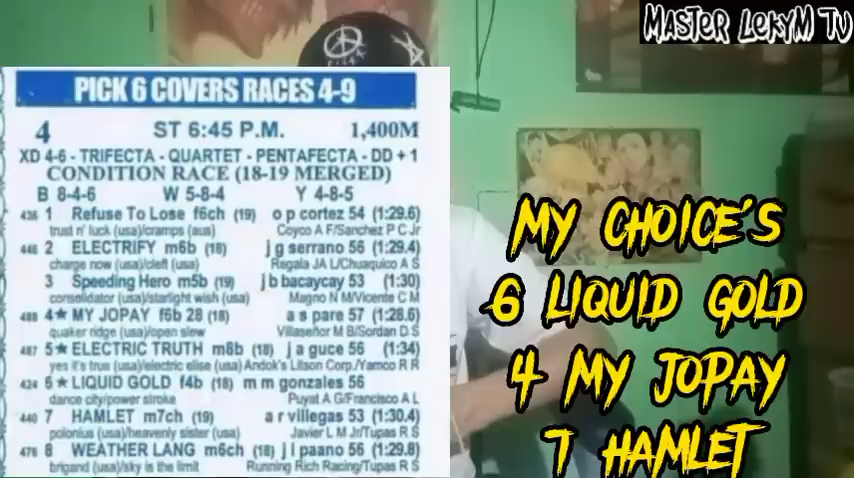 MASTER LEKYM TV
PICK 6 COVERS RACES 4-9
4 ST 6:45 P.M. 1,400M
XD 4-6 - TRIFECTA - QUARTET - PENTAFECTA - DD + 1
CONDITION RACE (18-19 MERGED)
B 8-4-6 W 5-8-4 Y 4-8-5
436 1 Refuse To Lose f6ch (19) o p cortez 54 (1:29.6)
trust n' luck (usa)/cramps (aus) Coyco A F/Sanchez P C Jr
446 2 ELECTRIFY m6b (18) j g serrano 56 (1:29.4)
charge now (usa)/cleft (usa) Regala JA L/Chuaquico A S
3 Speeding Hero m5b (19) j b bacaycay 53 (1:30)
consolidator (usa)/starlight wish (usa) Magno N M/Vicente C M
488 4★ MY JOPAY f6b 28 (18) a s pare 57 (1:28.6)
quaker ridge (usa)/open slew Villaseñor M B/Sordan D S
487 5★ ELECTRIC TRUTH m8b (18) j a guce 56 (1:34)
yes it's true (usa)/electric elise (usa) Andok's Litson Corp./Yamco R R
424 6★ LIQUID GOLD f4b (18) m m gonzales 56
dance city/power stroke Puyat A G/Francisco A L
440 7 HAMLET m7ch (19) a r villegas 53 (1:30.4)
polonius (usa)/heavenly sister (usa) Javier L M Jr/Tupas R S
476 8 WEATHER LANG m6ch (18) j l paano 56 (1:29.8)
brigand (usa)/sky is the limit Running Rich Racing/Tupas R S
MY CHOICE'S
6 LIQUID GOLD
4 MY JOPAY
7 HAMLET